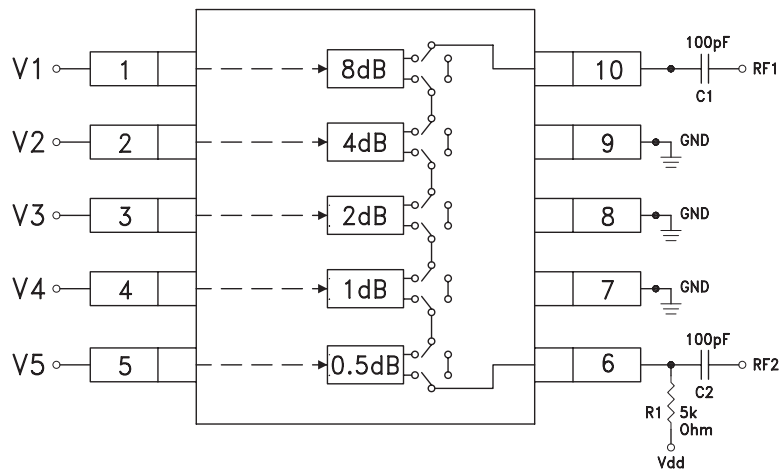 V1 1 8dB 10 100pF C1 RF1
V2 2 4dB 9 GND
V3 3 2dB 8 GND
V4 4 1dB 7 GND
V5 5 0.5dB 6 100pF C2 RF2
R1 5k
Ohm
Vdd